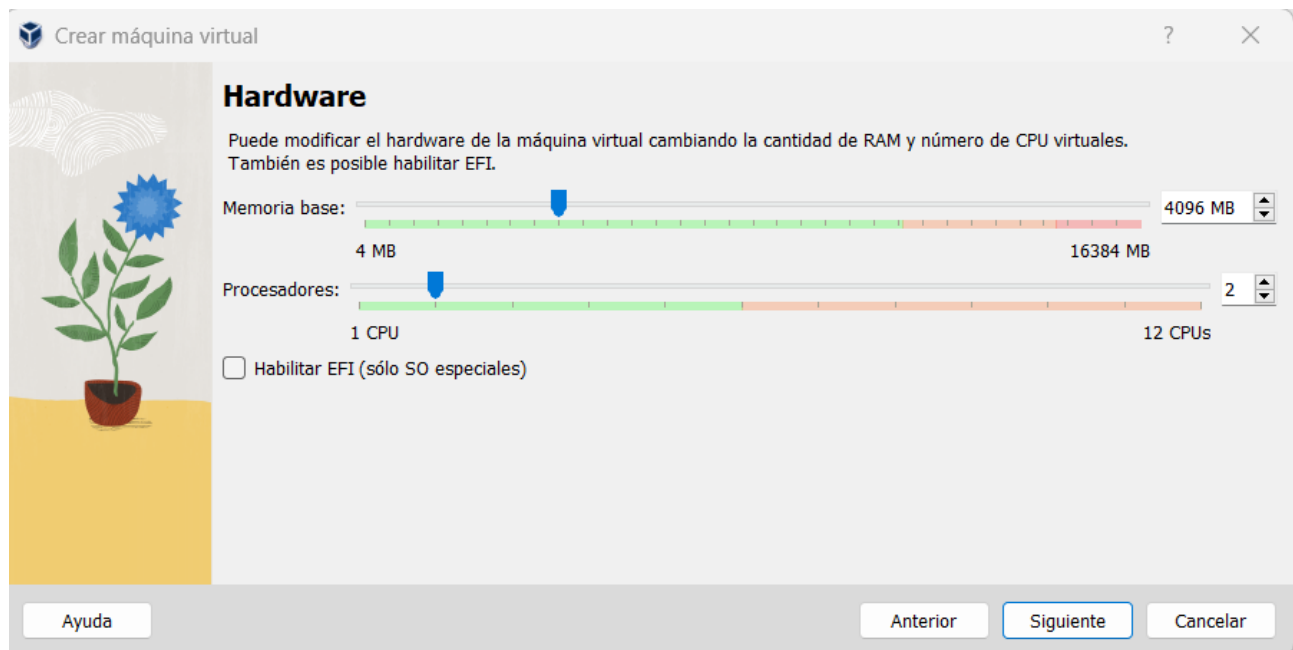 Crear máquina virtual
?
Hardware
Puede modificar el hardware de la máquina virtual cambiando la cantidad de RAM y número de CPU virtuales.
También es posible habilitar EFI.
Memoria base:
4096 MB
4 MB
16384 MB
Procesadores:
2
1 CPU
12 CPUs
Habilitar EFI (sólo SO especiales)
Ayuda
Anterior
Siguiente
Cancelar